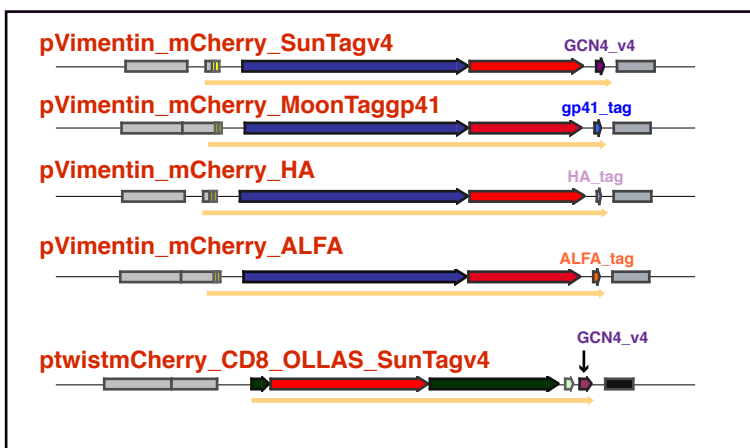 pVimentin_mCherry_SunTagv4
GCN4_v4
pVimentin_mCherry_MoonTaggp41
gp41_tag
pVimentin_mCherry_HA
HA_tag
pVimentin_mCherry_ALFA
ALFA_tag
GCN4_v4
ptwistmCherry_CD8_OLLAS_SunTagv4